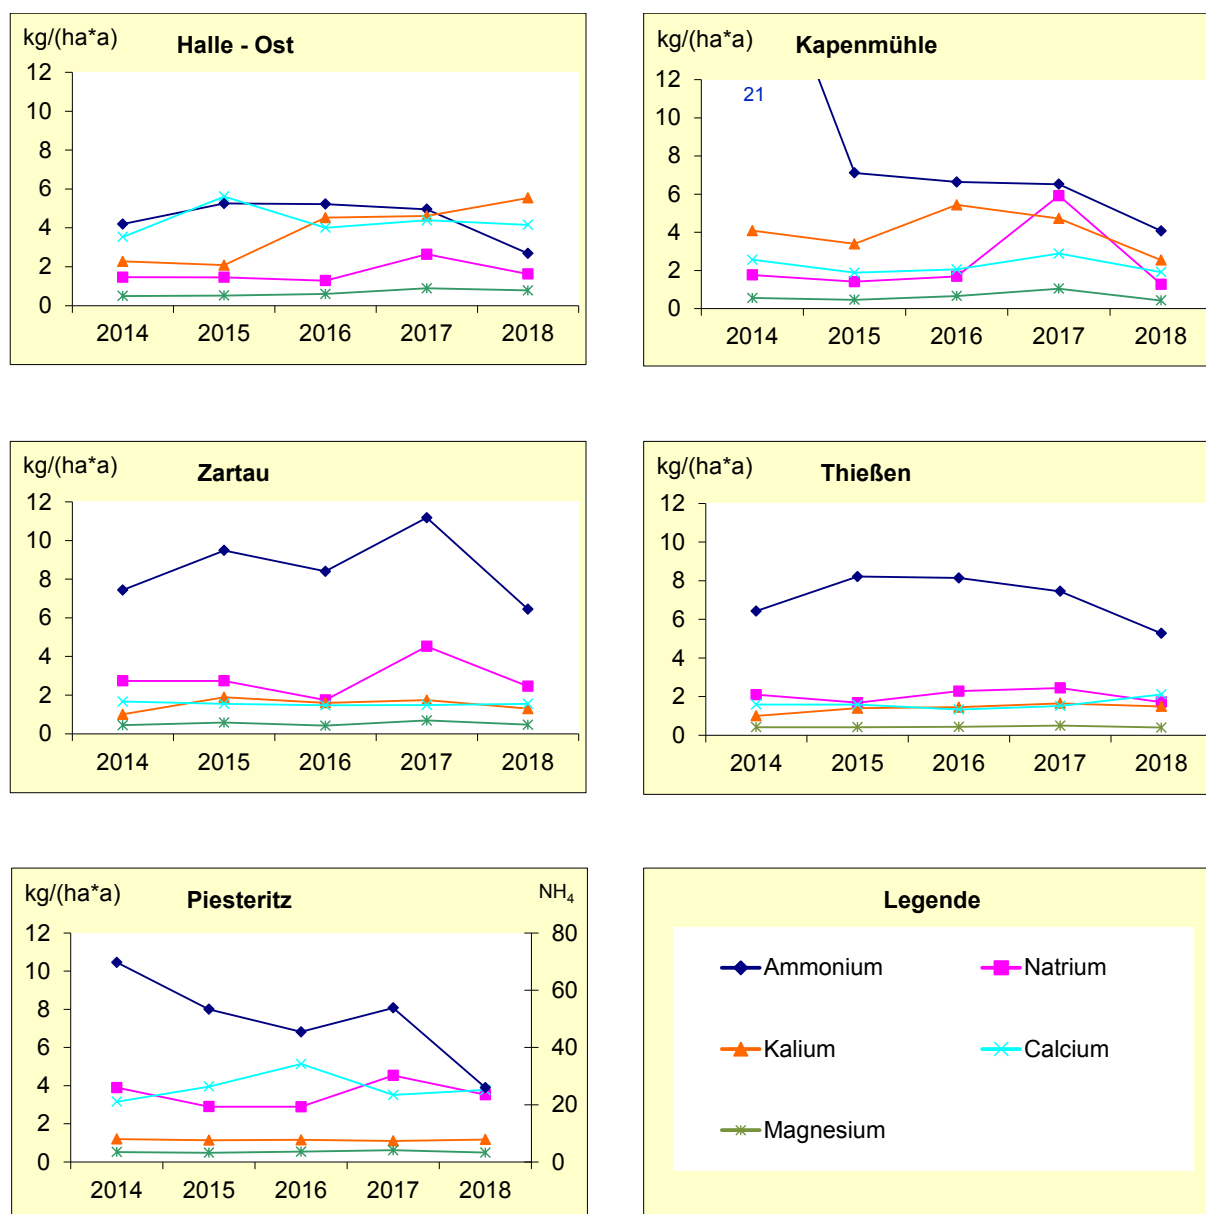 kg/(ha*a)
Halle - Ost
12
10
8
6
4
2
0
2014 2015 2016 2017 2018
kg/(ha*a)
Kapenmühle
12
21
10
8
6
4
2
0
2014 2015 2016 2017 2018
kg/(ha*a)
Zartau
12
10
8
6
4
2
0
2014 2015 2016 2017 2018
kg/(ha*a)
Thießen
12
10
8
6
4
2
0
2014 2015 2016 2017 2018
kg/(ha*a)
Piesteritz
NH₄
12 80
10
60
8
6
40
4
20
2
0 0
2014 2015 2016 2017 2018
Legende
Ammonium Natrium
Kalium Calcium
Magnesium